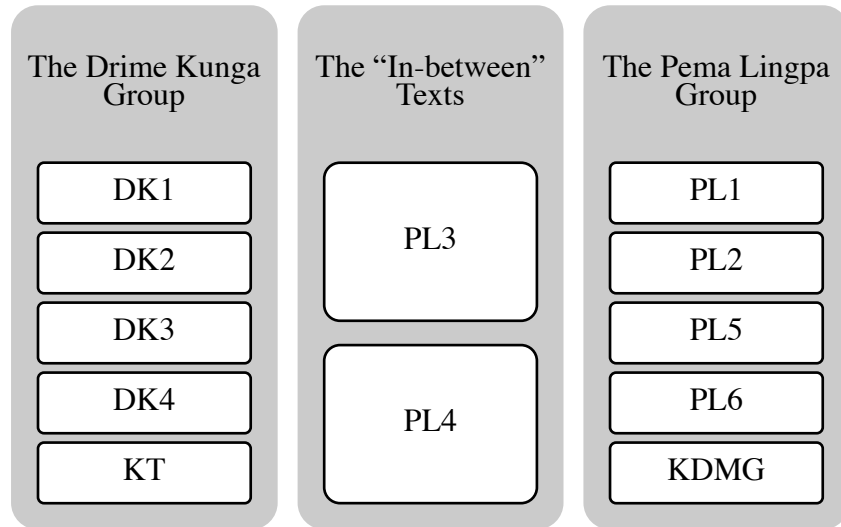 The Drime Kunga
Group
DK1
DK2
DK3
DK4
KT
The “In-between”
Texts
PL3
PL4
The Pema Lingpa
Group
PL1
PL2
PL5
PL6
KDMG